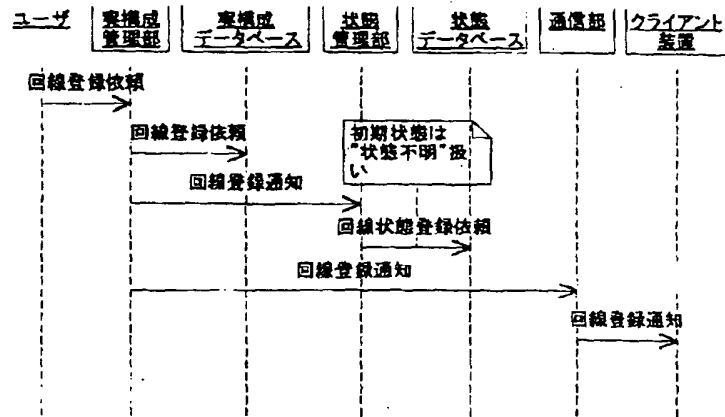 ユーザ
実構成
管理部
実構成
データベース
状態
管理部
状態
データベース
通信部
クライアント
装置
回線登録依頼
回線登録依頼
初期状態は
"状態不明"扱
い
回線登録通知
回線状態登録依頼
回線登録通知
回線登録通知